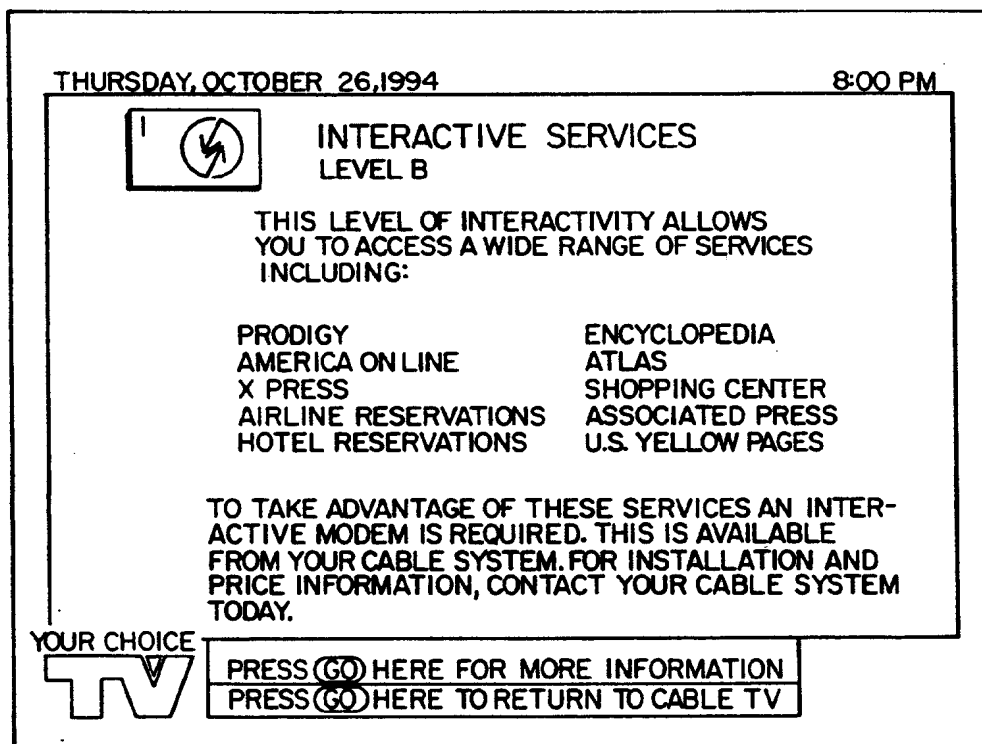 THURSDAY, OCTOBER 26,1994 8:00 PM
1
INTERACTIVE SERVICES
LEVEL B
THIS LEVEL OF INTERACTIVITY ALLOWS
YOU TO ACCESS A WIDE RANGE OF SERVICES
INCLUDING:
PRODIGY ENCYCLOPEDIA
AMERICA ON LINE ATLAS
X PRESS SHOPPING CENTER
AIRLINE RESERVATIONS ASSOCIATED PRESS
HOTEL RESERVATIONS U.S. YELLOW PAGES
TO TAKE ADVANTAGE OF THESE SERVICES AN INTER-
ACTIVE MODEM IS REQUIRED. THIS IS AVAILABLE
FROM YOUR CABLE SYSTEM. FOR INSTALLATION AND
PRICE INFORMATION, CONTACT YOUR CABLE SYSTEM
TODAY.
YOUR CHOICE
TV
PRESS GO HERE FOR MORE INFORMATION
PRESS GO HERE TO RETURN TO CABLE TV